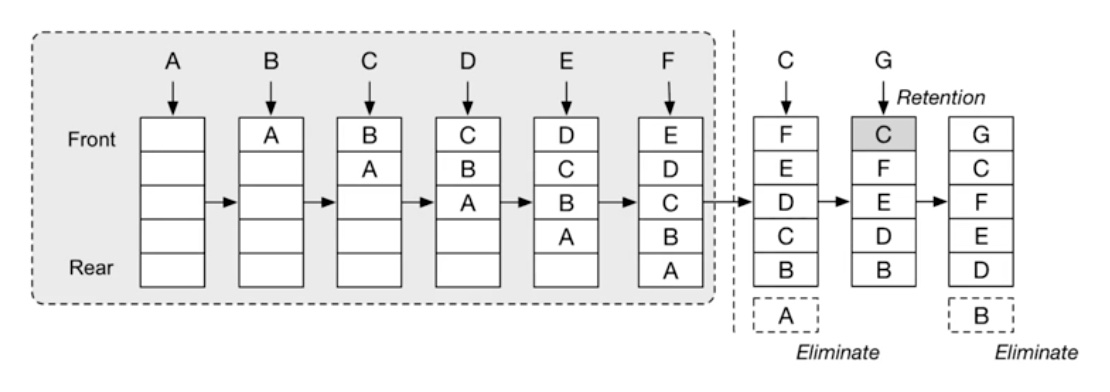 A B C D E F C G
Retention
Front A B C D E F C G
A B C D E F C
A B C D E F
A B C D E
Rear A B B D
A B
Eliminate Eliminate